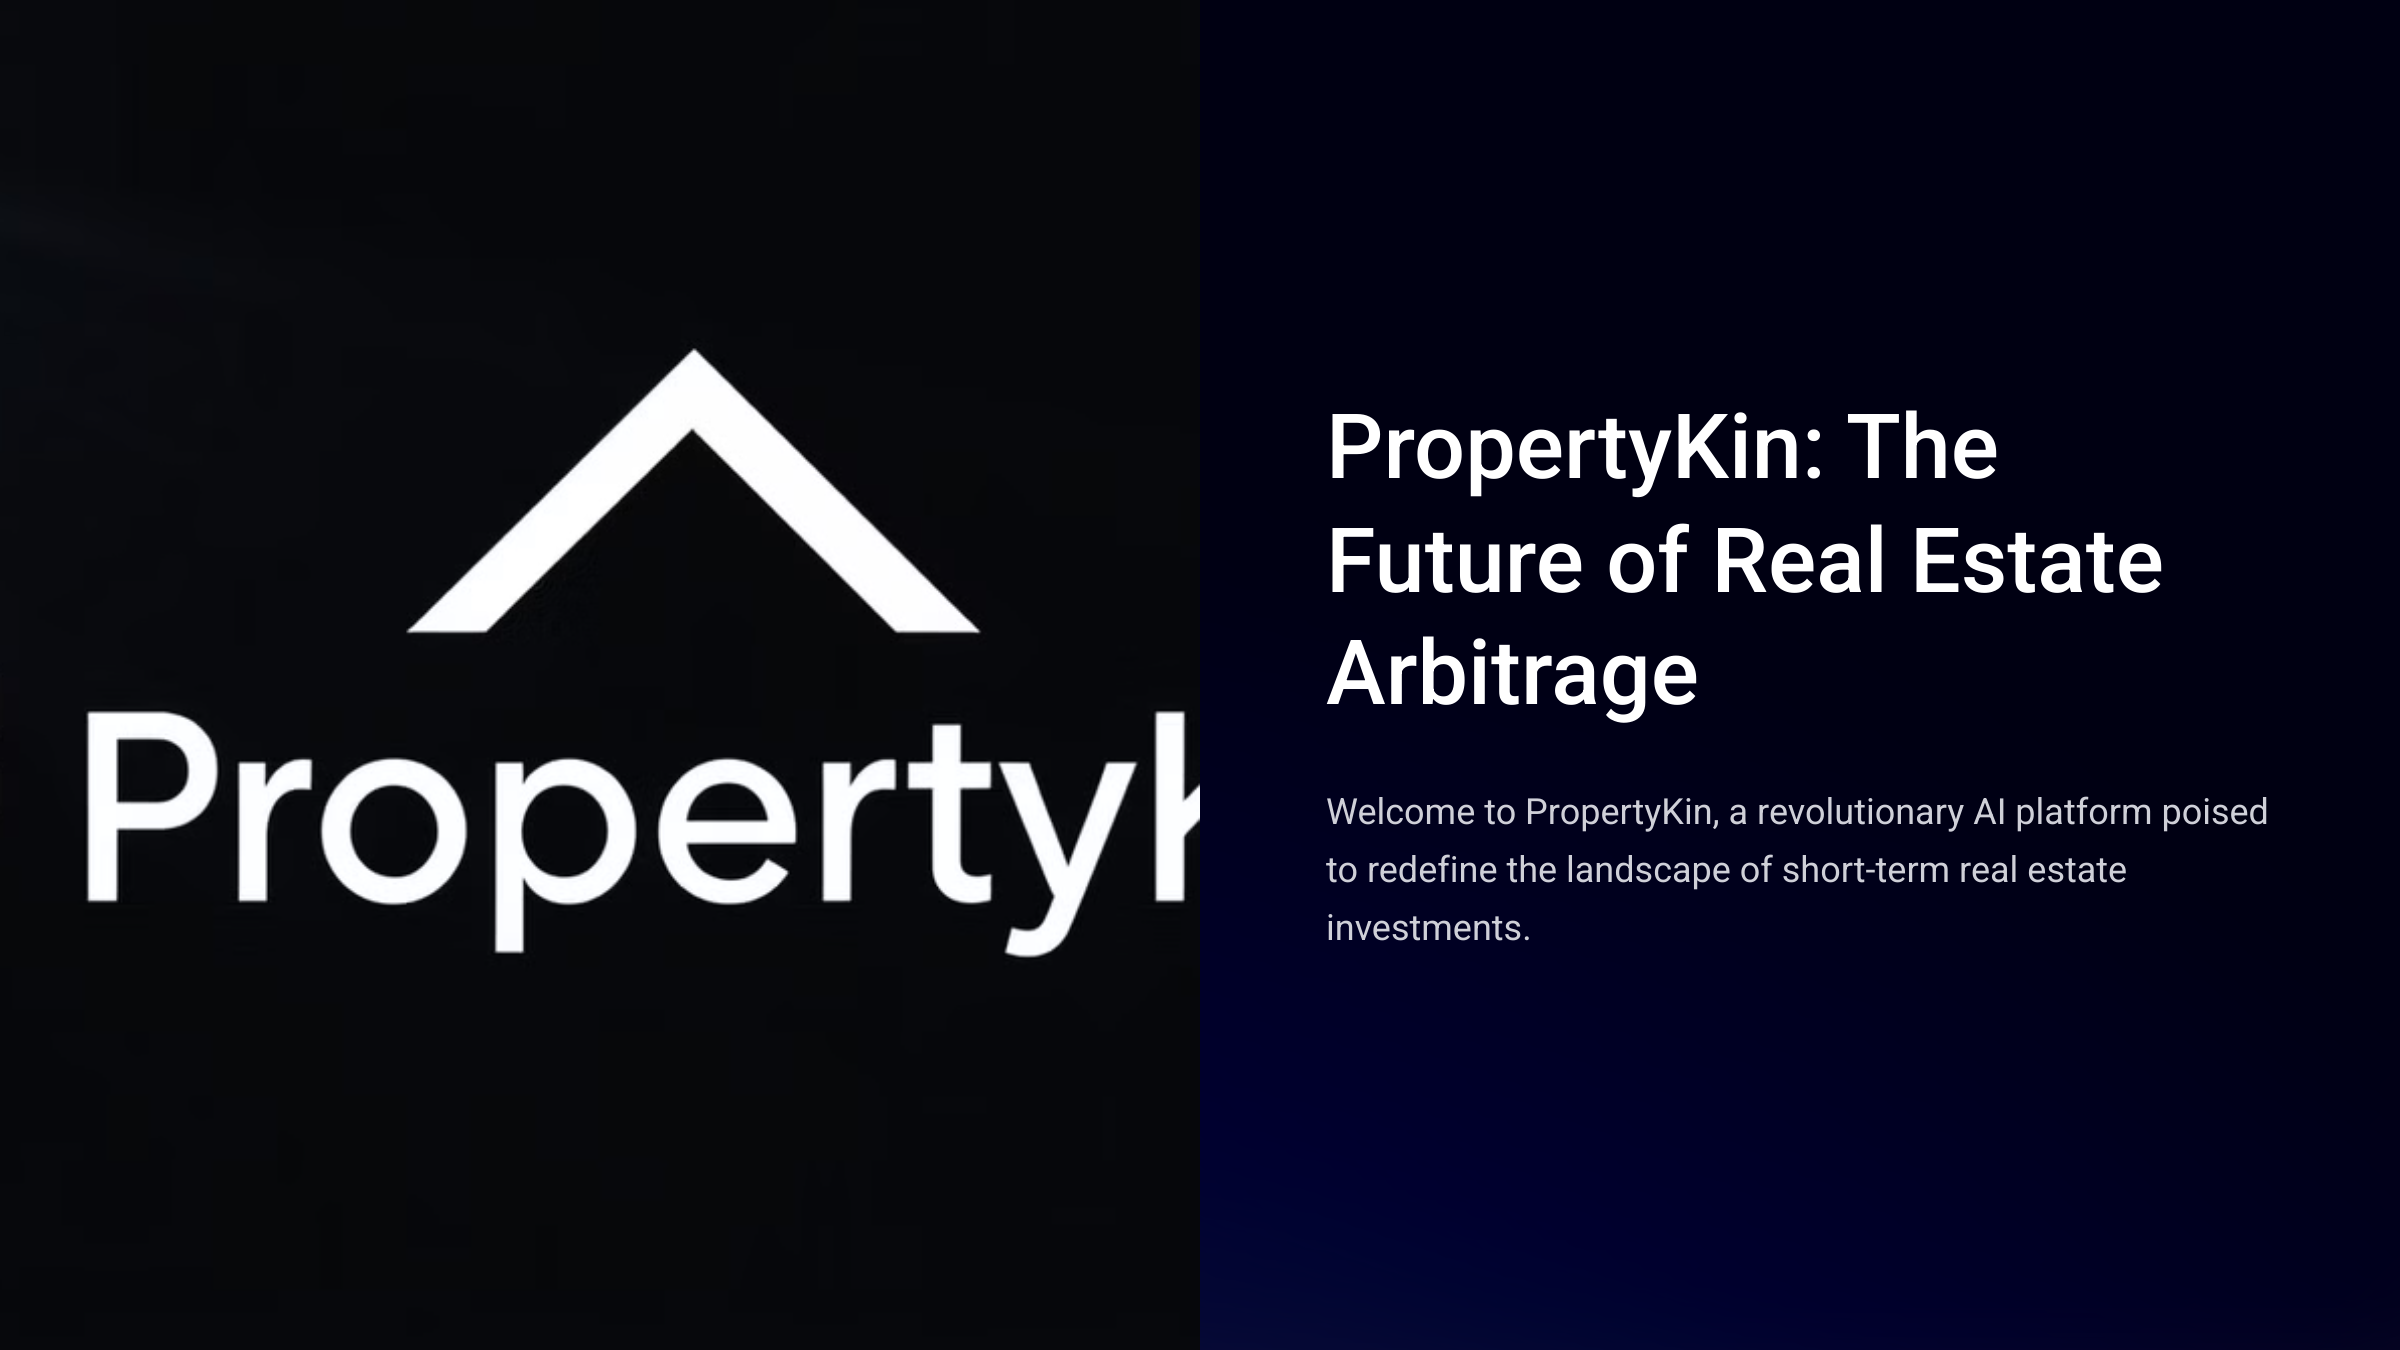 PropertyK
PropertyKin: The
Future of Real Estate
Arbitrage
Welcome to PropertyKin, a revolutionary AI platform poised
to redefine the landscape of short-term real estate
investments.